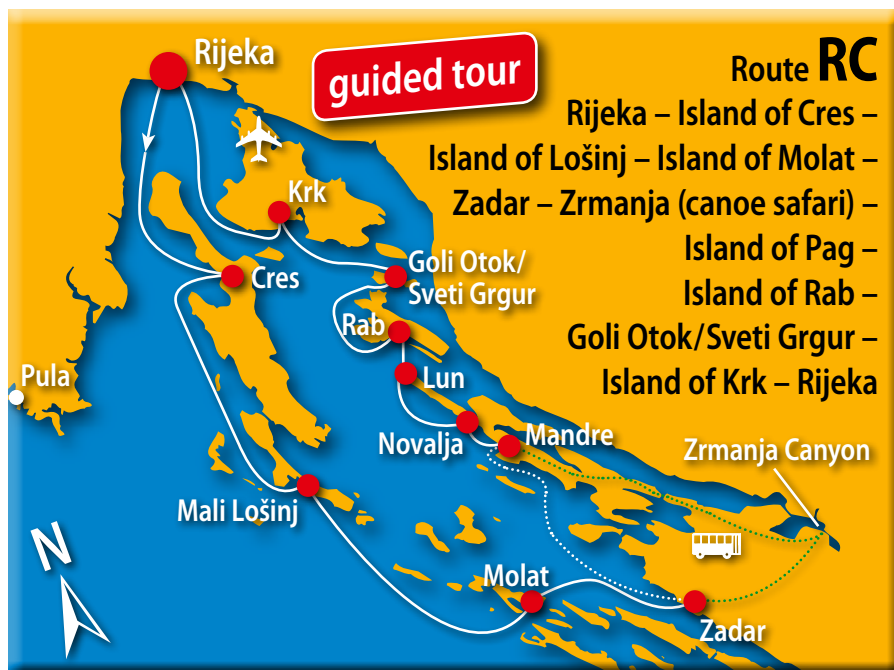 Rijeka
guided tour
Route RC
Rijeka – Island of Cres –
Island of Lošinj – Island of Molat –
Zadar – Zrmanja (canoe safari) –
Island of Pag –
Island of Rab –
Goli Otok/Sveti Grgur –
Island of Krk – Rijeka
Krk
Goli Otok/
Sveti Grgur
Cres
Rab
Pula
Lun
Novalja
Mandre
Zrmanja Canyon
Mali Lošinj
N
Molat
Zadar